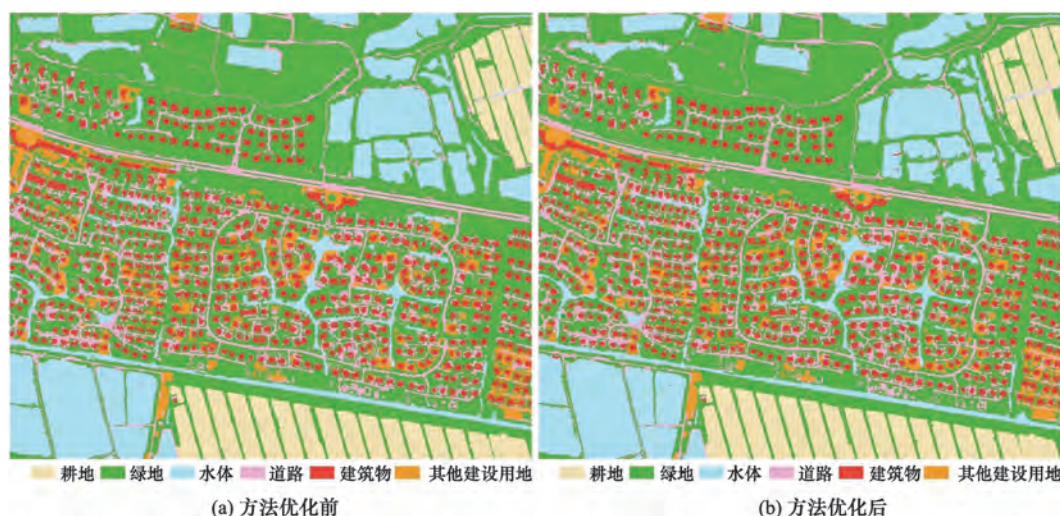 耕地 绿地 水体 道路 建筑物 其他建设用地
耕地 绿地 水体 道路 建筑物 其他建设用地
(a) 方法优化前
(b) 方法优化后